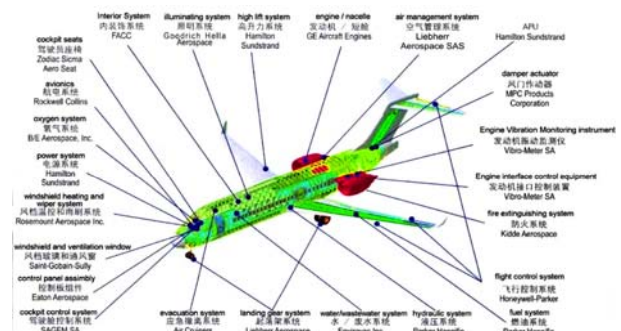 Interior System
内装饰系统
FACC
illuminating system
照明系统
Goodrich Hella
Aerospace
high lift system
高升力系统
Hamilton
Sundstrand
engine / nacelle
发动机 / 短舱
GE Aircraft Engines
air management system
空气管理系统
Liebherr
Aerospace SAS
APU
Hamilton Sundstrand
cockpit seats
驾驶员座椅
Zodiac Sicma
Aero Seat
avionics
航电系统
Rockwell Collins
oxygen system
氧气系统
B/E Aerospace, Inc.
power system
电源系统
Hamilton
Sundstrand
windshield heating and
wiper system
风档温控和雨刷系统
Rosemount Aerospace Inc.
windshield and ventilation window
风档玻璃和通风窗
Saint-Gobain-Sully
control panel assimbly
控制板组件
Eaton Aerospace
cockpit control system
驾驶舱控制系统
SAGEM SA
damper actuator
风门作动器
MPC Products
Corporation
Engine Vibration Monitoring instrument
发动机振动监测仪
Vibro-Meter SA
Engine interface control equipment
发动机接口控制装置
Vibro-Meter SA
fire extinguishing system
防火系统
Kidde Aerospace
flight control system
飞行控制系统
Honeywell-Parker
fuel system
燃油系统
evacuation system
应急撤离系统
Air Cruisers
landing gear system
起落架系统
Liebherr Aerospace
water/wastewater system
水 / 废水系统
hydraulic system
液压系统
Parker Hannifin